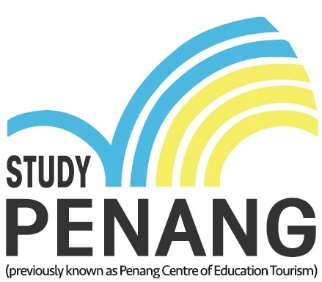 STUDY
PENANG
(previously known as Penang Centre of Education Tourism)